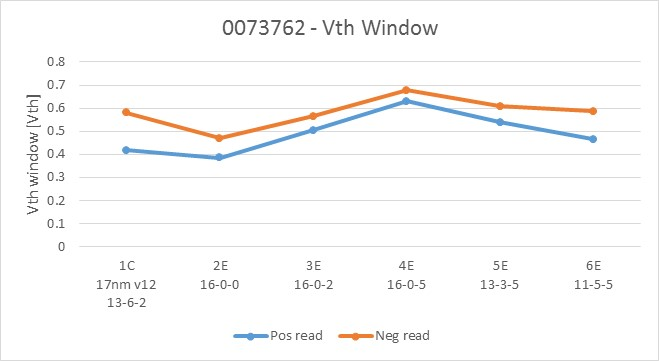 0073762 - Vth Window
Vth window [Vth]
0.8
0.7
0.6
0.5
0.4
0.3
0.2
0.1
0
1C 2E 3E 4E 5E 6E
17nm v12 16-0-0 16-0-2 16-0-5 13-3-5 11-5-5
13-6-2
Pos read Neg read